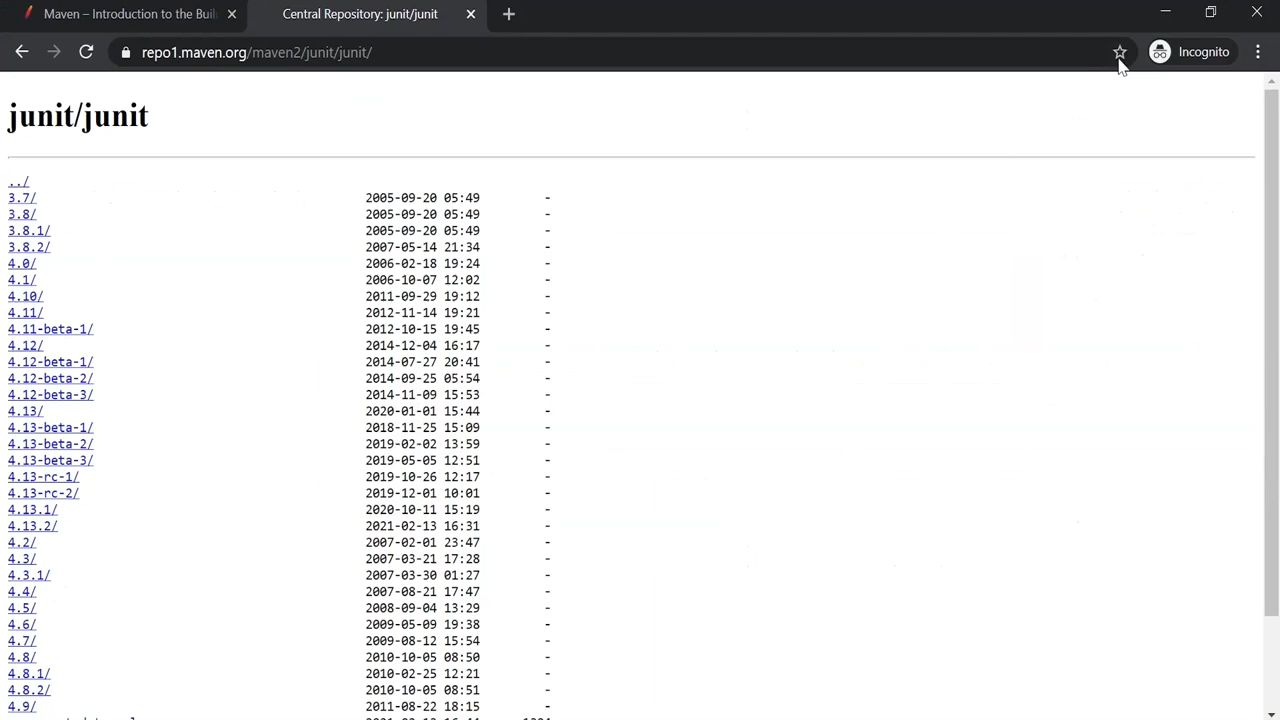 Maven – Introduction to the Buil
Central Repository: junit/junit
repo1.maven.org/maven2/junit/junit/
Incognito
junit/junit
../
3.7/ 2005-09-20 05:49 -
3.8/ 2005-09-20 05:49 -
3.8.1/ 2005-09-20 05:49 -
3.8.2/ 2007-05-14 21:34 -
4.0/ 2006-02-18 19:24 -
4.1/ 2006-10-07 12:02 -
4.10/ 2011-09-29 19:12 -
4.11/ 2012-11-14 19:21 -
4.11-beta-1/ 2012-10-15 19:45 -
4.12/ 2014-12-04 16:17 -
4.12-beta-1/ 2014-07-27 20:41 -
4.12-beta-2/ 2014-09-25 05:54 -
4.12-beta-3/ 2014-11-09 15:53 -
4.13/ 2020-01-01 15:44 -
4.13-beta-1/ 2018-11-25 15:09 -
4.13-beta-2/ 2019-02-02 13:59 -
4.13-beta-3/ 2019-05-05 12:51 -
4.13-rc-1/ 2019-10-26 12:17 -
4.13-rc-2/ 2019-12-01 10:01 -
4.13.1/ 2020-10-11 15:19 -
4.13.2/ 2021-02-13 16:31 -
4.2/ 2007-02-01 23:47 -
4.3/ 2007-03-21 17:28 -
4.3.1/ 2007-03-30 01:27 -
4.4/ 2007-08-21 17:47 -
4.5/ 2008-09-04 13:29 -
4.6/ 2009-05-09 19:38 -
4.7/ 2009-08-12 15:54 -
4.8/ 2010-10-05 08:50 -
4.8.1/ 2010-02-25 12:21 -
4.8.2/ 2010-10-05 08:51 -
4.9/ 2011-08-22 18:15 -